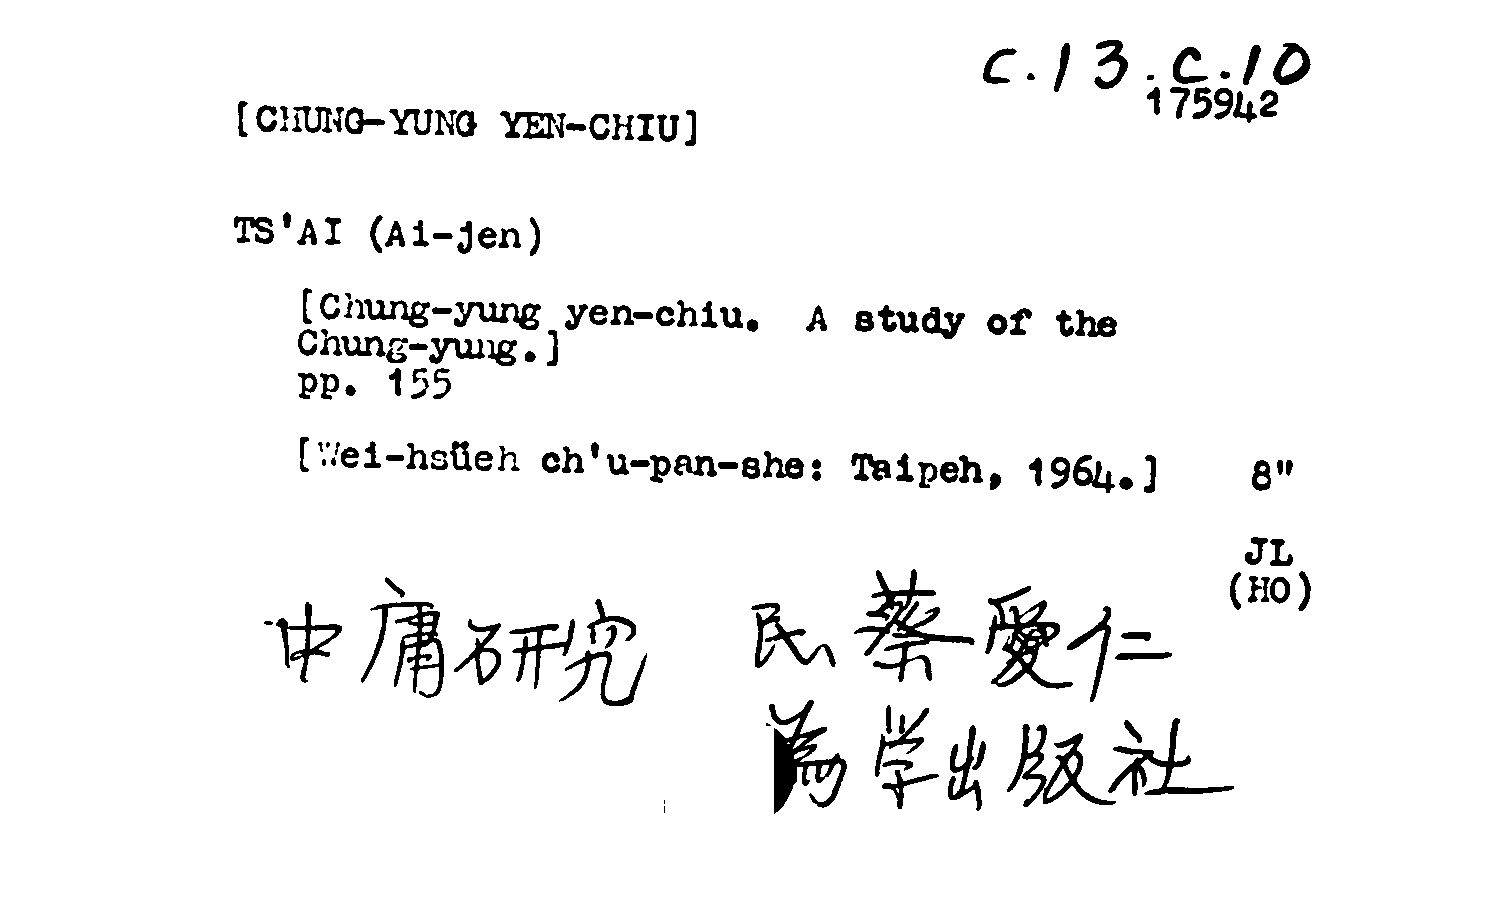 C.13.C.10
175942
[CHUNG-YUNG YEN-CHIU]
TS'AI (Ai-jen)
[Chung-yung yen-chiu. A study of the
Chung-yung.]
pp. 155
[Wei-hsüeh ch'u-pan-she: Taipeh, 1964.] 8"
JL
(HO)
中庸研究 民 蔡愛仁
為学出版社